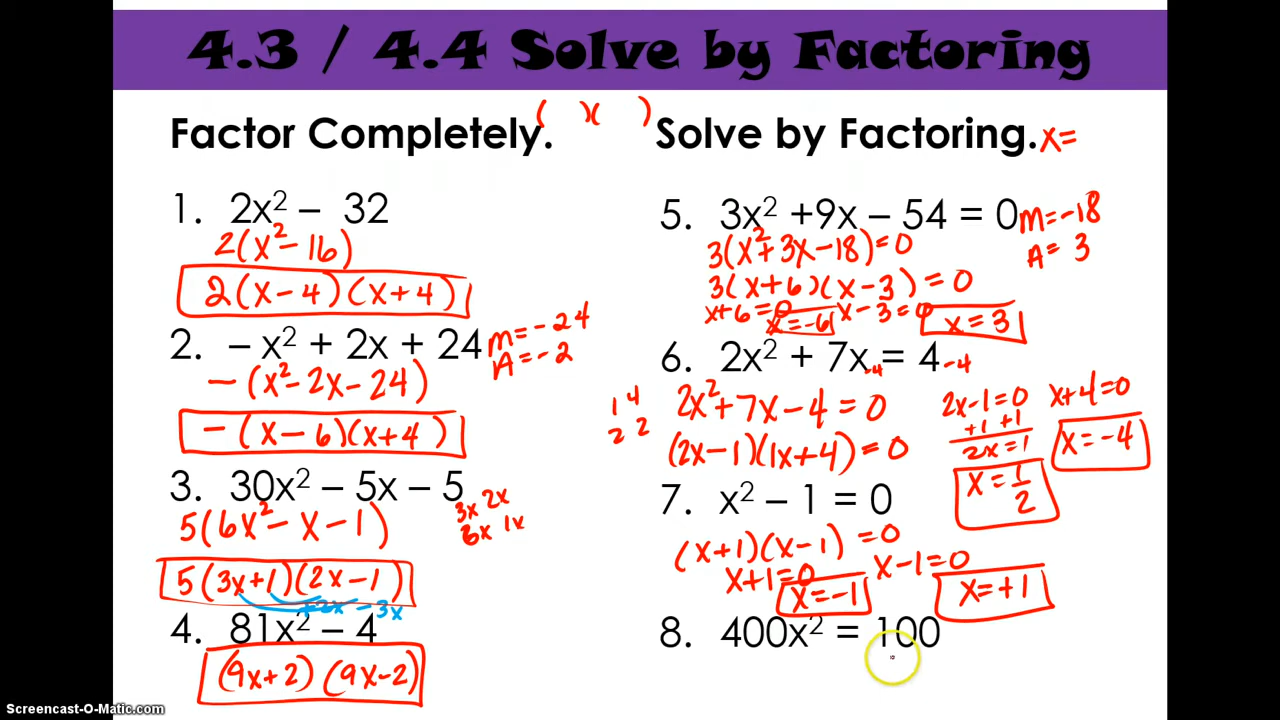 4.3 / 4.4 Solve by Factoring
Factor Completely.
( )( )
1. 2x² – 32
2(x² – 16)
2(x – 4)(x + 4)
2. – x² + 2x + 24
m = -24
A = -2
–(x² – 2x – 24)
–(x – 6)(x + 4)
3. 30x² – 5x – 5
3x 2x
6x 1x
5(6x² – x – 1)
5(3x + 1)(2x – 1)
+2x – 3x
4. 81x² – 4
(9x + 2)(9x – 2)
Solve by Factoring.
x =
5. 3x² +9x – 54 = 0
m = -18
A = 3
3(x² + 3x – 18) = 0
3(x + 6)(x – 3) = 0
x + 6 = 0 x – 3 = 0
x = -6 x = 3
6. 2x² + 7x = 4
-4 -4
1 4
2 2
2x² + 7x – 4 = 0
(2x – 1)(1x + 4) = 0
2x – 1 = 0 x + 4 = 0
+1 +1
2x = 1 x = -4
x = 1/2
7. x² – 1 = 0
(x + 1)(x – 1) = 0
x + 1 = 0 x – 1 = 0
x = -1 x = +1
8. 400x² = 100
Screencast-O-Matic.com